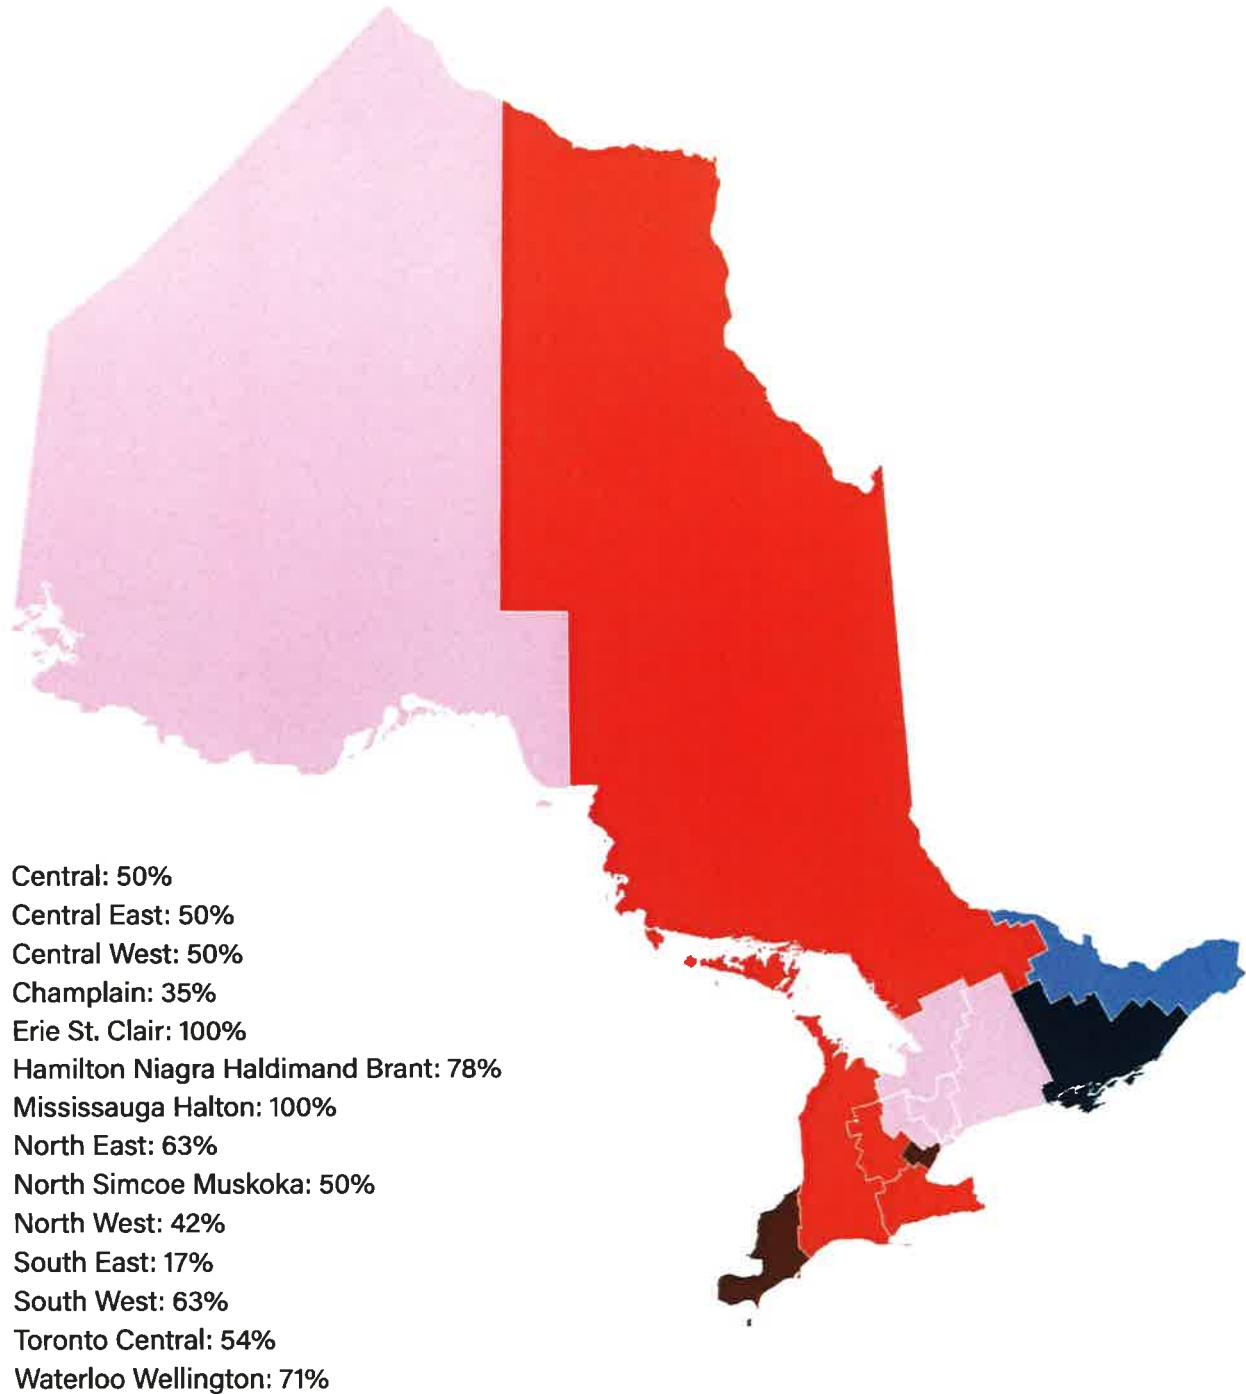 Central: 50%
Central East: 50%
Central West: 50%
Champlain: 35%
Erie St. Clair: 100%
Hamilton Niagra Haldimand Brant: 78%
Mississauga Halton: 100%
North East: 63%
North Simcoe Muskoka: 50%
North West: 42%
South East: 17%
South West: 63%
Toronto Central: 54%
Waterloo Wellington: 71%